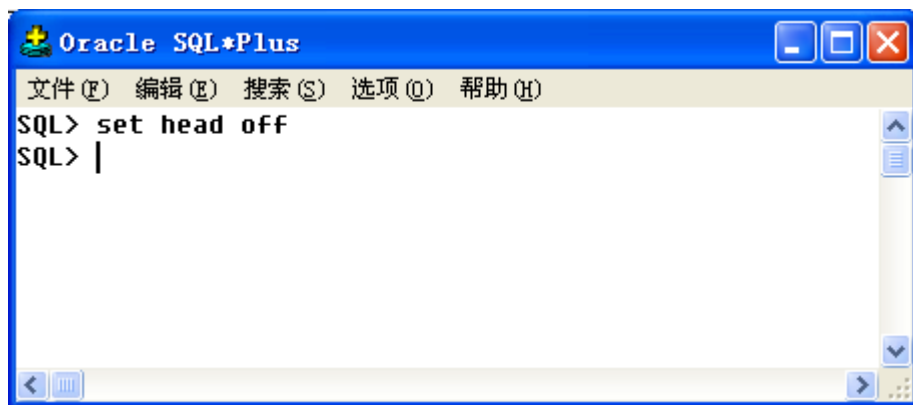 Oracle SQL*Plus
文件(F) 编辑(E) 搜索(S) 选项(O) 帮助(H)
SQL> set head off
SQL>